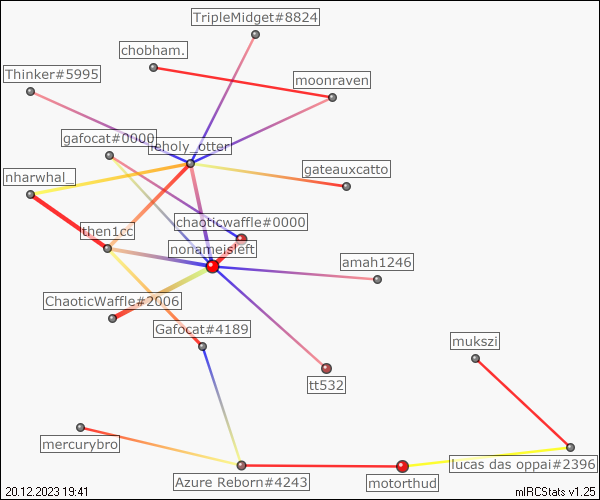 TripleMidget#8824
chobham.
Thinker#5995
moonraven
gafocat#0000
ieholy_otter
gateauxcatto
nharwhal_
chaoticwaffle#0000
then1cc
nonameisleft
amah1246
ChaoticWaffle#2006
Gafocat#4189
mukszi
tt532
mercurybro
lucas das oppai#2396
Azure Reborn#4243
motorthud
20.12.2023 19:41
mIRCStats v1.25